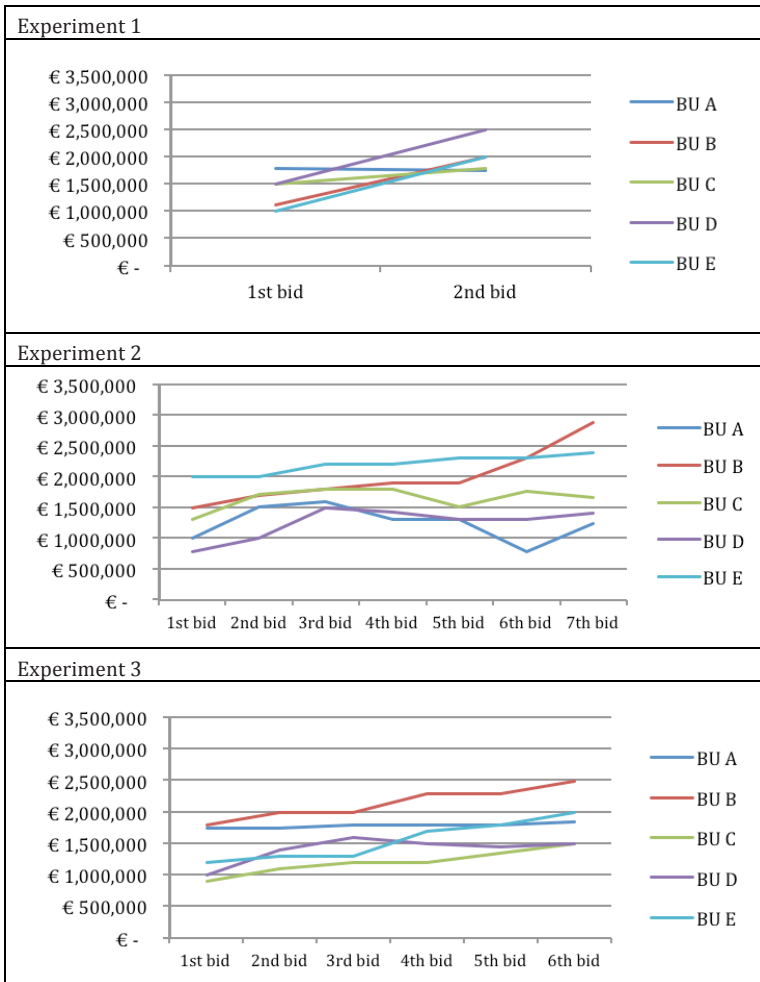 Experiment 1
€ 3,500,000
€ 3,000,000
€ 2,500,000
€ 2,000,000
€ 1,500,000
€ 1,000,000
€ 500,000
€ -
1st bid 2nd bid
BU A
BU B
BU C
BU D
BU E
Experiment 2
€ 3,500,000
€ 3,000,000
€ 2,500,000
€ 2,000,000
€ 1,500,000
€ 1,000,000
€ 500,000
€ -
1st bid 2nd bid 3rd bid 4th bid 5th bid 6th bid 7th bid
BU A
BU B
BU C
BU D
BU E
Experiment 3
€ 3,500,000
€ 3,000,000
€ 2,500,000
€ 2,000,000
€ 1,500,000
€ 1,000,000
€ 500,000
€ -
1st bid 2nd bid 3rd bid 4th bid 5th bid 6th bid
BU A
BU B
BU C
BU D
BU E